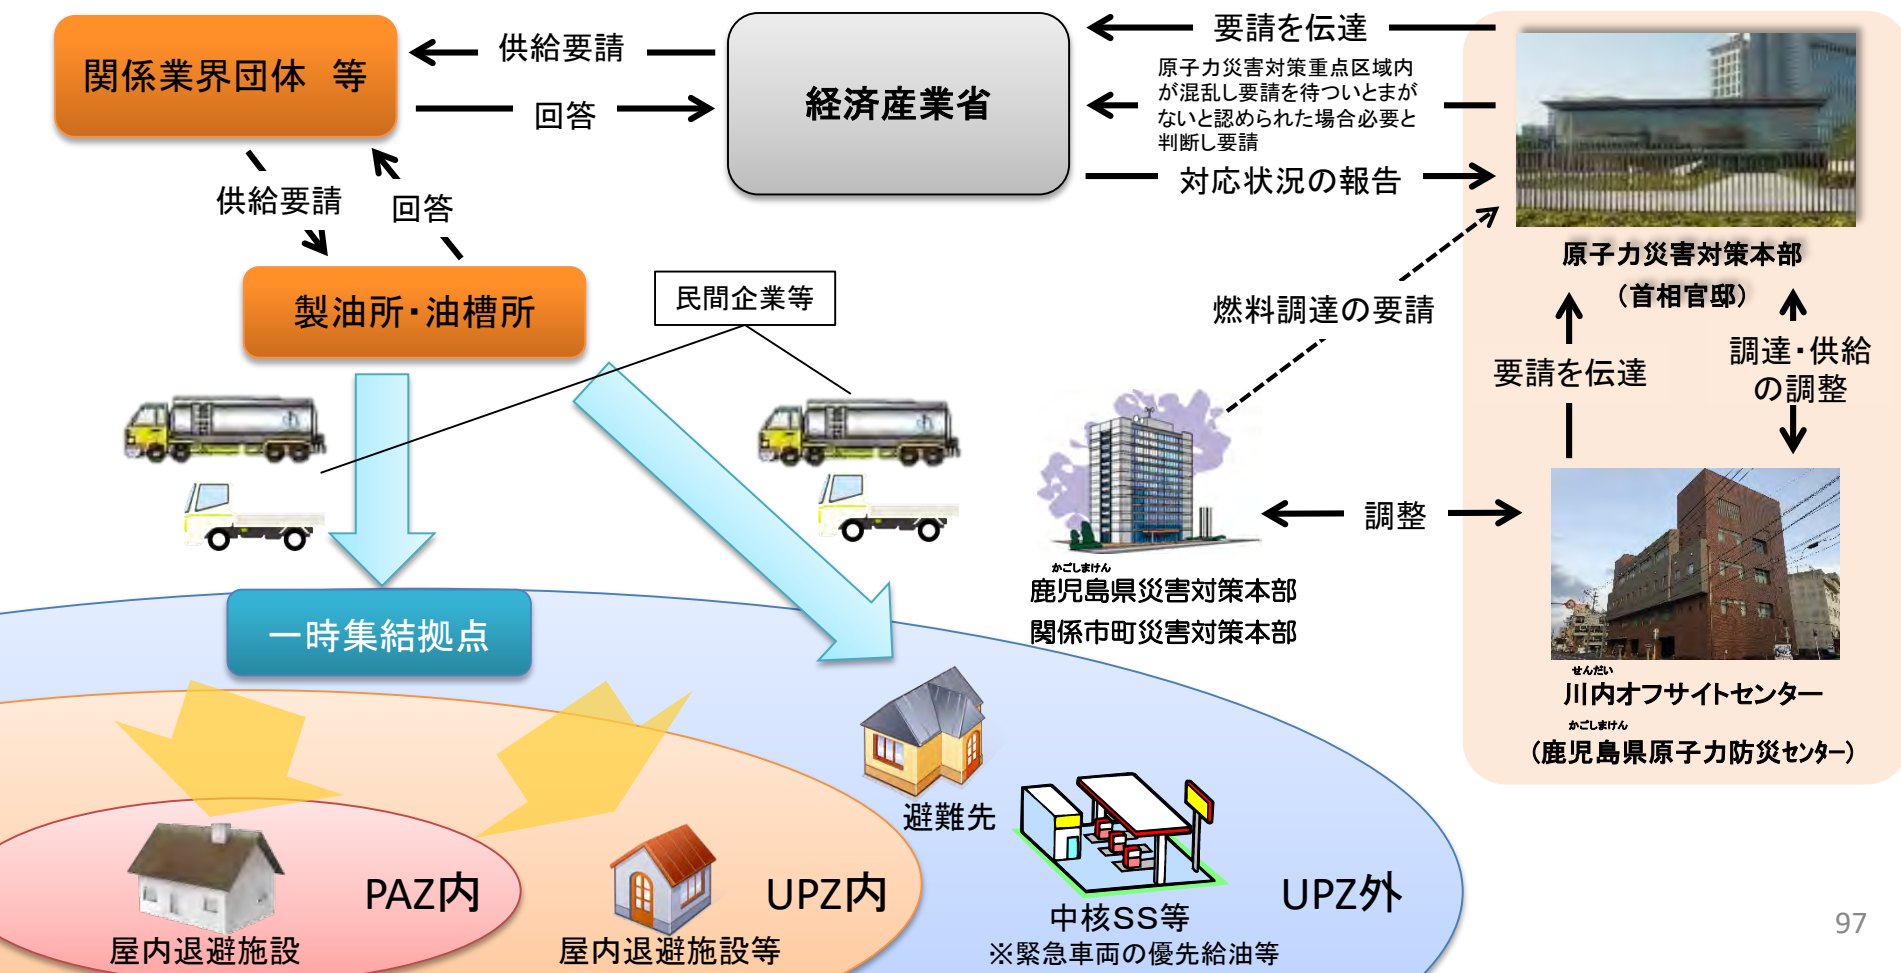 関係業界団体　等
供給要請
回答
経済産業省
要請を伝達
原子力災害対策重点区域内
が混乱し要請を待ついとまが
ないと認められた場合必要と
判断し要請
対応状況の報告
供給要請
回答
原子力災害対策本部
（首相官邸）
製油所・油槽所
民間企業等
燃料調達の要請
要請を伝達
調達・供給
の調整
調整
かごしまけん
鹿児島県災害対策本部
関係市町災害対策本部
一時集結拠点
せんだい
川内オフサイトセンター
かごしまけん
（鹿児島県原子力防災センター）
避難先
PAZ内
UPZ内
UPZ外
中核ＳＳ等
※緊急車両の優先給油等
屋内退避施設
屋内退避施設等
97